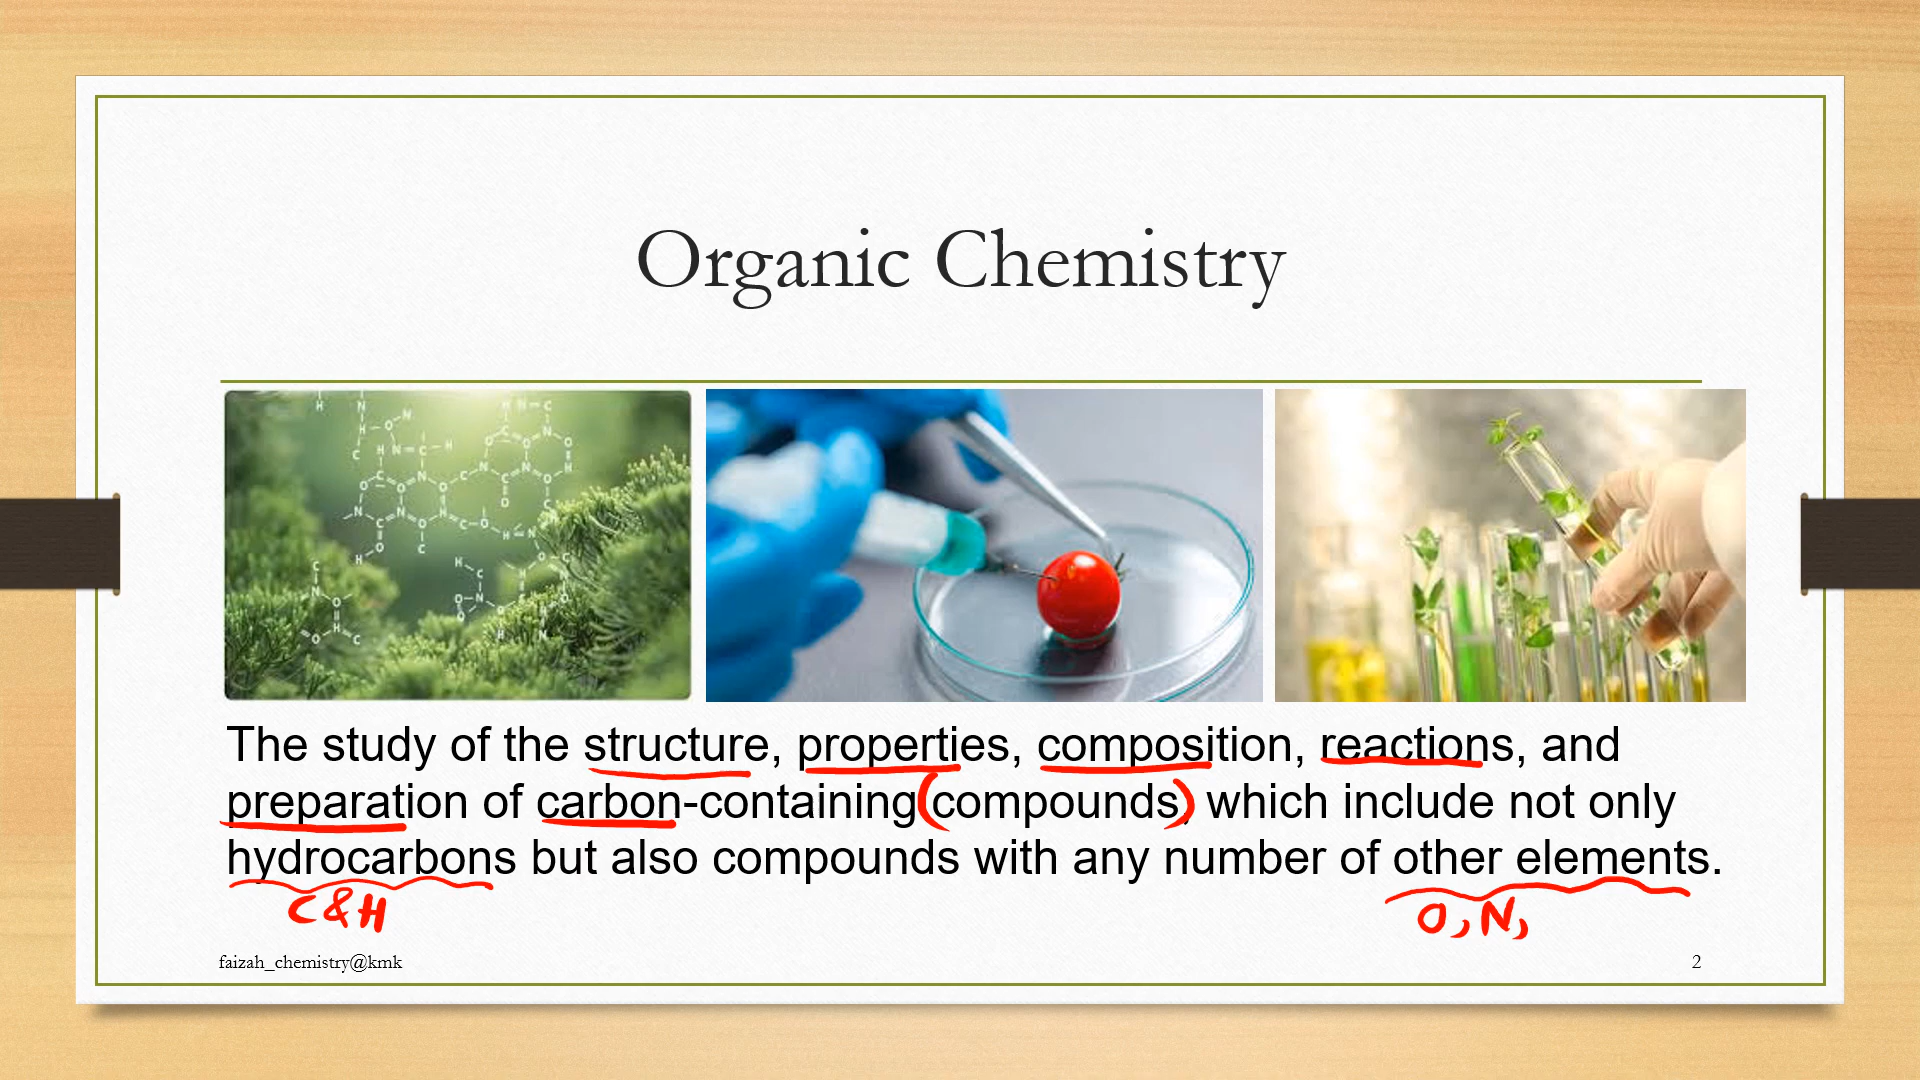 Organic Chemistry
The study of the structure, properties, composition, reactions, and
preparation of carbon-containing (compounds), which include not only
hydrocarbons but also compounds with any number of other elements.
C & H
O, N,
faizah_chemistry@kmk
2